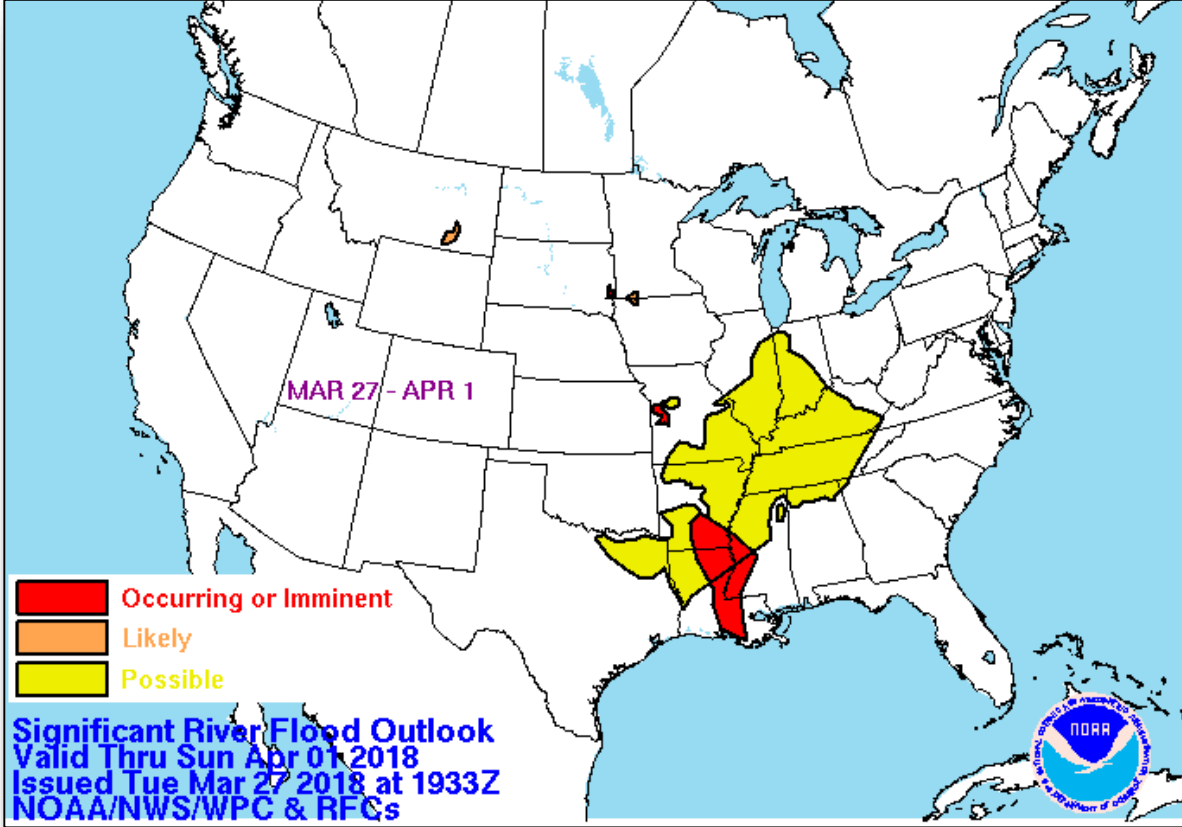 MAR 27 - APR 1
Occurring or Imminent
Likely
Possible
Significant River Flood Outlook
Valid Thru Sun Apr 01 2018
Issued Tue Mar 27 2018 at 1933Z
NOAA/NWS/WPC & RFCs
NOAA